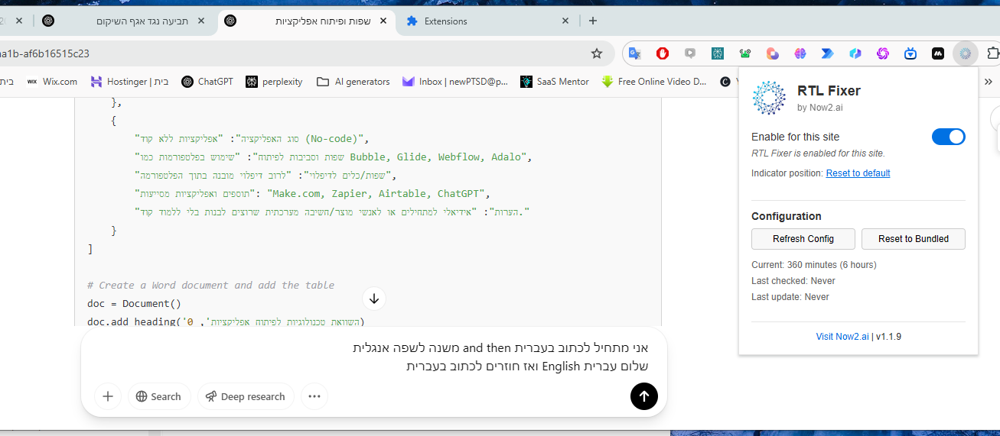 תביעה נגד אגף השיקום
שפות ופיתוח אפליקציות
Extensions
a1b-af6b16515c23
בית
Wix.com
Hostinger | בית
ChatGPT
perplexity
AI generators
Inbox | newPTSD@p...
SaaS Mentor
Free Online Video D...
»
},
{
"סוג האפליקציה": "אפליקציות ללא קוד (No-code)",
"שפות וסביבות לפיתוח": "שימוש בפלטפורמות כמו Bubble, Glide, Webflow, Adalo",
"שפות/כלים לדיפלוי": "לרוב דיפלוי מובנה בתוך הפלטפורמה",
"תוספים ואפליקציות מסייעות": "Make.com, Zapier, Airtable, ChatGPT",
"הערות": "אידיאלי למתחילים או לאנשי מוצר/חשיבה מערכתית שרוצים לבנות בלי ללמוד קוד."
}
]
# Create a Word document and add the table
doc = Document()
doc.add_heading('השוואת טכנולוגיות לפיתוח אפליקציות', 0)
אני מתחיל לכתוב בעברית and then משנה לשפה אנגלית
שלום עברית English ואז חוזרים לכתוב בעברית
Search
Deep research
RTL Fixer
by Now2.ai
Enable for this site
RTL Fixer is enabled for this site.
Indicator position: Reset to default
Configuration
Refresh Config
Reset to Bundled
Current: 360 minutes (6 hours)
Last checked: Never
Last update: Never
Visit Now2.ai | v1.1.9